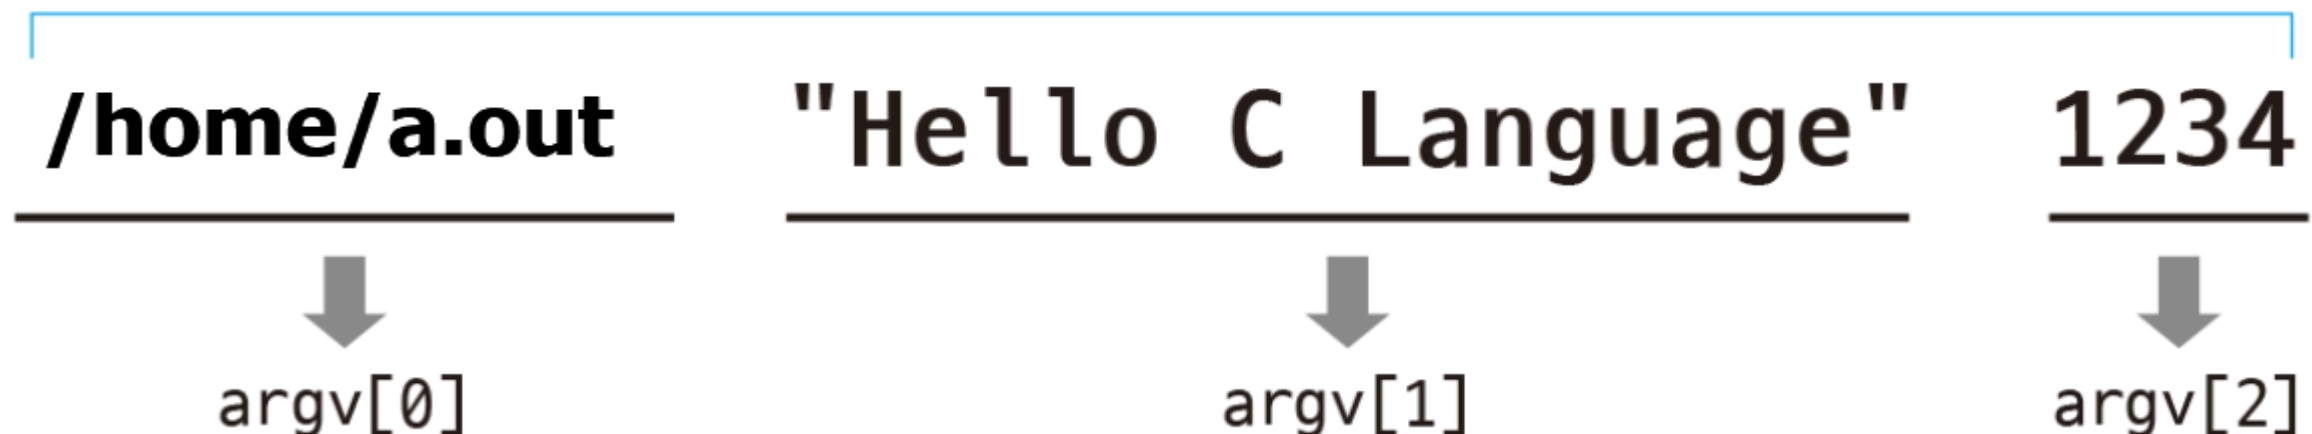 /home/a.out "Hello C Language" 1234
argv[0] argv[1] argv[2]